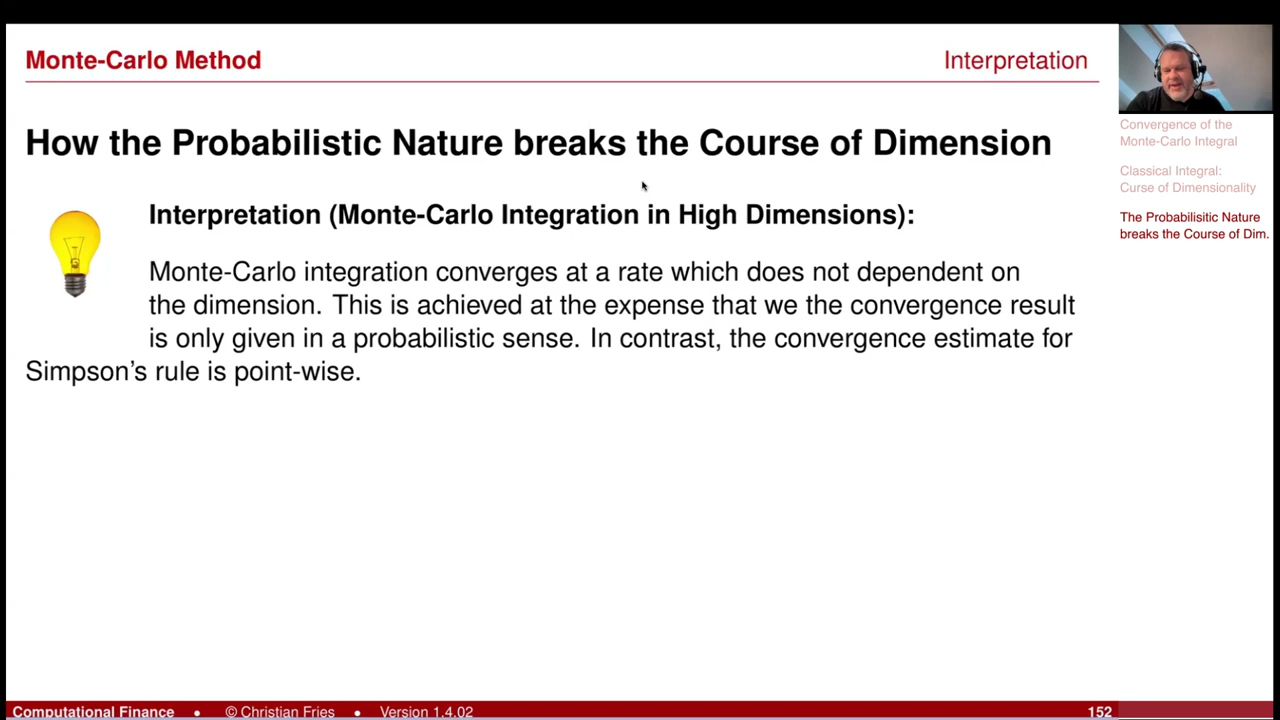 Monte-Carlo Method
Interpretation
How the Probabilistic Nature breaks the Course of Dimension
Interpretation (Monte-Carlo Integration in High Dimensions):
Monte-Carlo integration converges at a rate which does not dependent on
the dimension. This is achieved at the expense that we the convergence result
is only given in a probabilistic sense. In contrast, the convergence estimate for
Simpson's rule is point-wise.
Convergence of the
Monte-Carlo Integral
Classical Integral:
Curse of Dimensionality
The Probabilisitic Nature
breaks the Course of Dim.
Computational Finance • © Christian Fries • Version 1.4.02
152